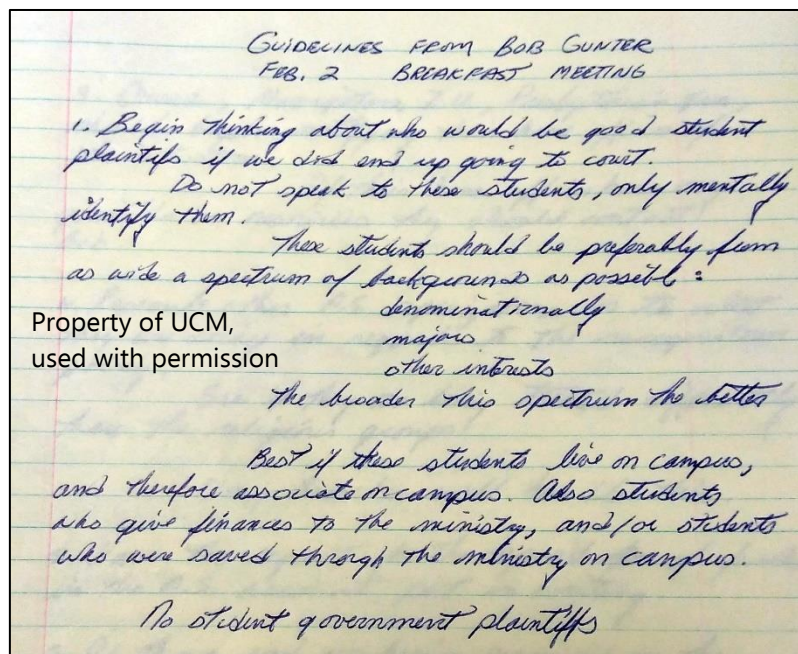 GUIDELINES FROM BOB GUNTER
FEB. 2 BREAKFAST MEETING
1. Begin thinking about who would be good student
plaintifs if we did end up going to court.
Do not speak to these students, only mentally
identify them.
These students should be preferably from
as wide a spectrum of backgrounds as possible:
denominationally
majors
other interests
The broader this spectrum the better
Property of UCM,
used with permission
Best if these students live on campus,
and therefore associate on campus. Also students
who give finances to the ministry, and/or students
who were saved through the ministry on campus.
No student government plaintiffs